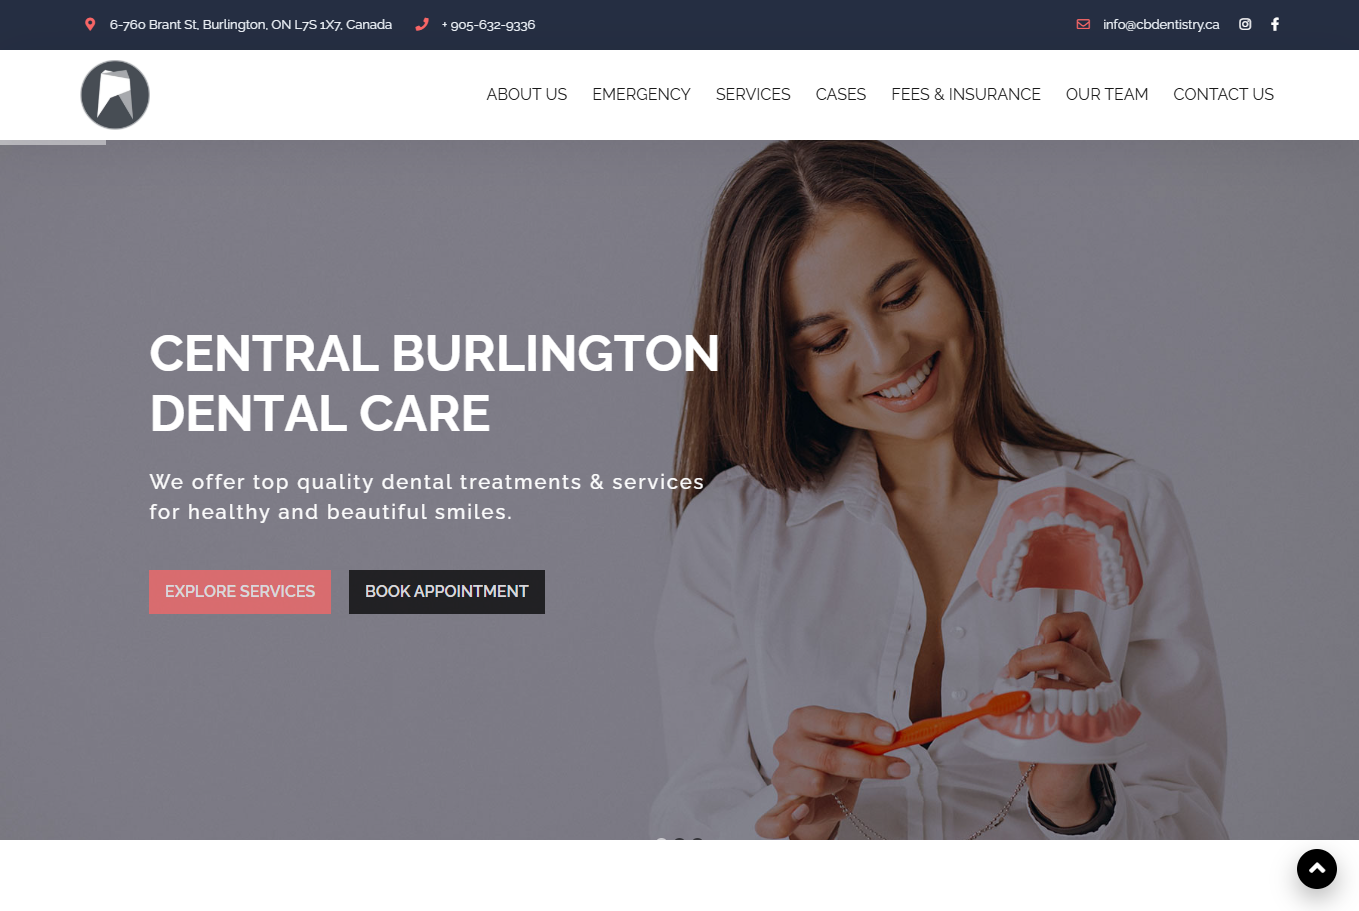 6-760 Brant St, Burlington, ON L7S 1X7, Canada
+ 905-632-9336
info@cbdentistry.ca
ABOUT US
EMERGENCY
SERVICES
CASES
FEES & INSURANCE
OUR TEAM
CONTACT US
CENTRAL BURLINGTON
DENTAL CARE
We offer top quality dental treatments & services
for healthy and beautiful smiles.
EXPLORE SERVICES
BOOK APPOINTMENT